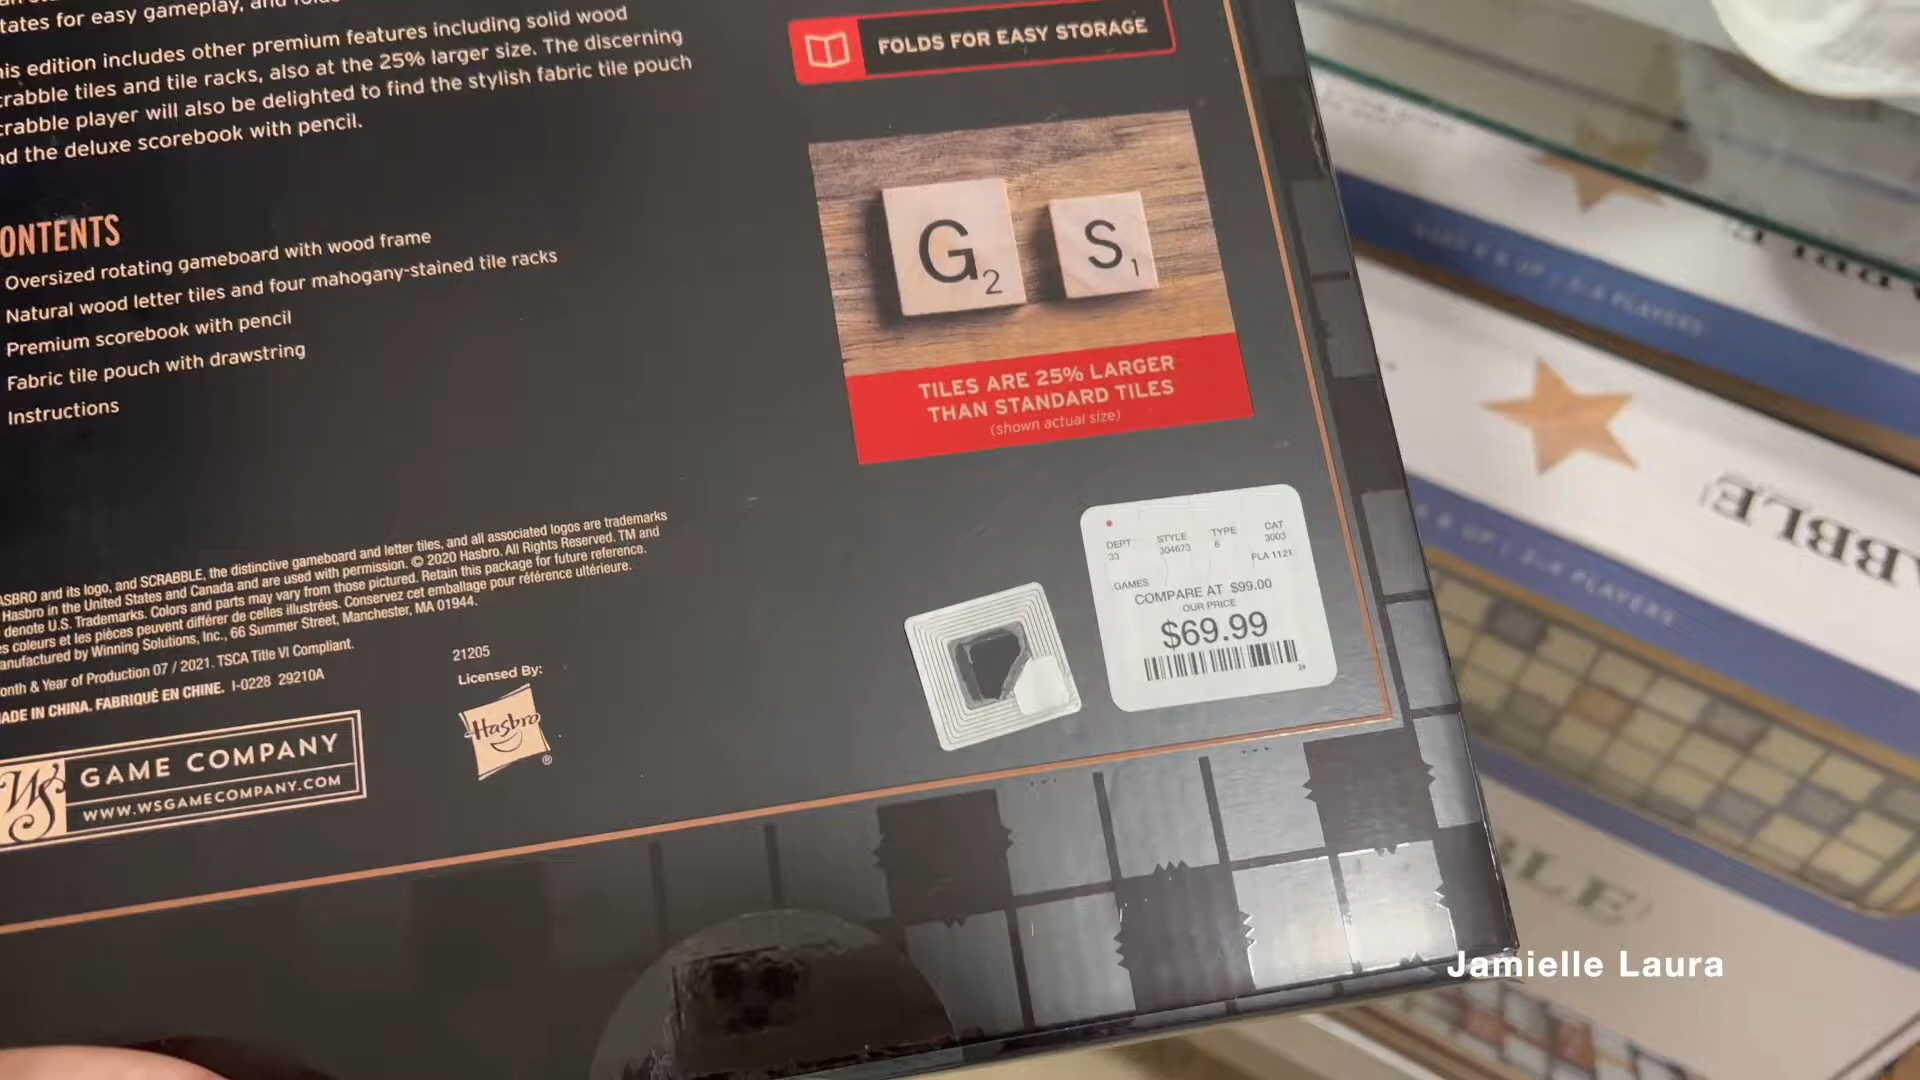 tates for easy gameplay, and
his edition includes other premium features including solid wood
crabble tiles and tile racks, also at the 25% larger size. The discerning
crabble player will also be delighted to find the stylish fabric tile pouch
nd the deluxe scorebook with pencil.
ONTENTS
Oversized rotating gameboard with wood frame
Natural wood letter tiles and four mahogany-stained tile racks
Premium scorebook with pencil
Fabric tile pouch with drawstring
Instructions
ASBRO and its logo, and SCRABBLE, the distinctive gameboard and letter tiles, and all associated logos are trademarks
Hasbro in the United States and Canada and are used with permission. © 2020 Hasbro. All Rights Reserved. TM and
denote U.S. Trademarks. Colors and parts may vary from those pictured. Retain this package for future reference.
es couleurs et les pièces peuvent différer de celles illustrées. Conservez cet emballage pour référence ultérieure.
anufactured by Winning Solutions, Inc., 66 Summer Street, Manchester, MA 01944.
onth & Year of Production 07 / 2021. TSCA Title VI Compliant.
ADE IN CHINA. FABRIQUÉ EN CHINE. I-0228 29210A
WS GAME COMPANY
WWW.WSGAMECOMPANY.COM
21205
Licensed By:
Hasbro®
FOLDS FOR EASY STORAGE
G2 S1
TILES ARE 25% LARGER
THAN STANDARD TILES
(shown actual size)
DEPT STYLE TYPE CAT
33 304673 6 3003
FLA 1121
GAMES
COMPARE AT $99.00
OUR PRICE
$69.99
ABBLE
& UP | 2-4 PLAYERS
BLE
Jamielle Laura